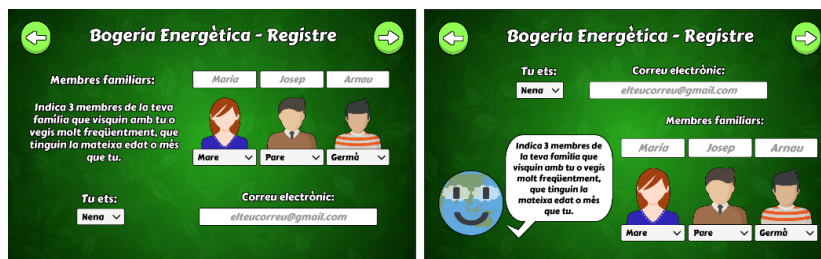 Bogeria Energètica - Registre
Membres familiars:
Maria
Josep
Arnau
Indica 3 membres de la teva
família que visquin amb tu o
vegis molt freqüentment, que
tinguin la mateixa edat o més
que tu.
Mare
Pare
Germà
Tu ets:
Correu electrònic:
Nena
elteucorreu@gmail.com
Bogeria Energètica - Registre
Tu ets:
Correu electrònic:
Nena
elteucorreu@gmail.com
Membres familiars:
Indica 3 membres de
la teva família que
visquin amb tu o vegis
molt freqüentment,
que tinguin la
mateixa edat o més
que tu.
Maria
Josep
Arnau
Mare
Pare
Germà